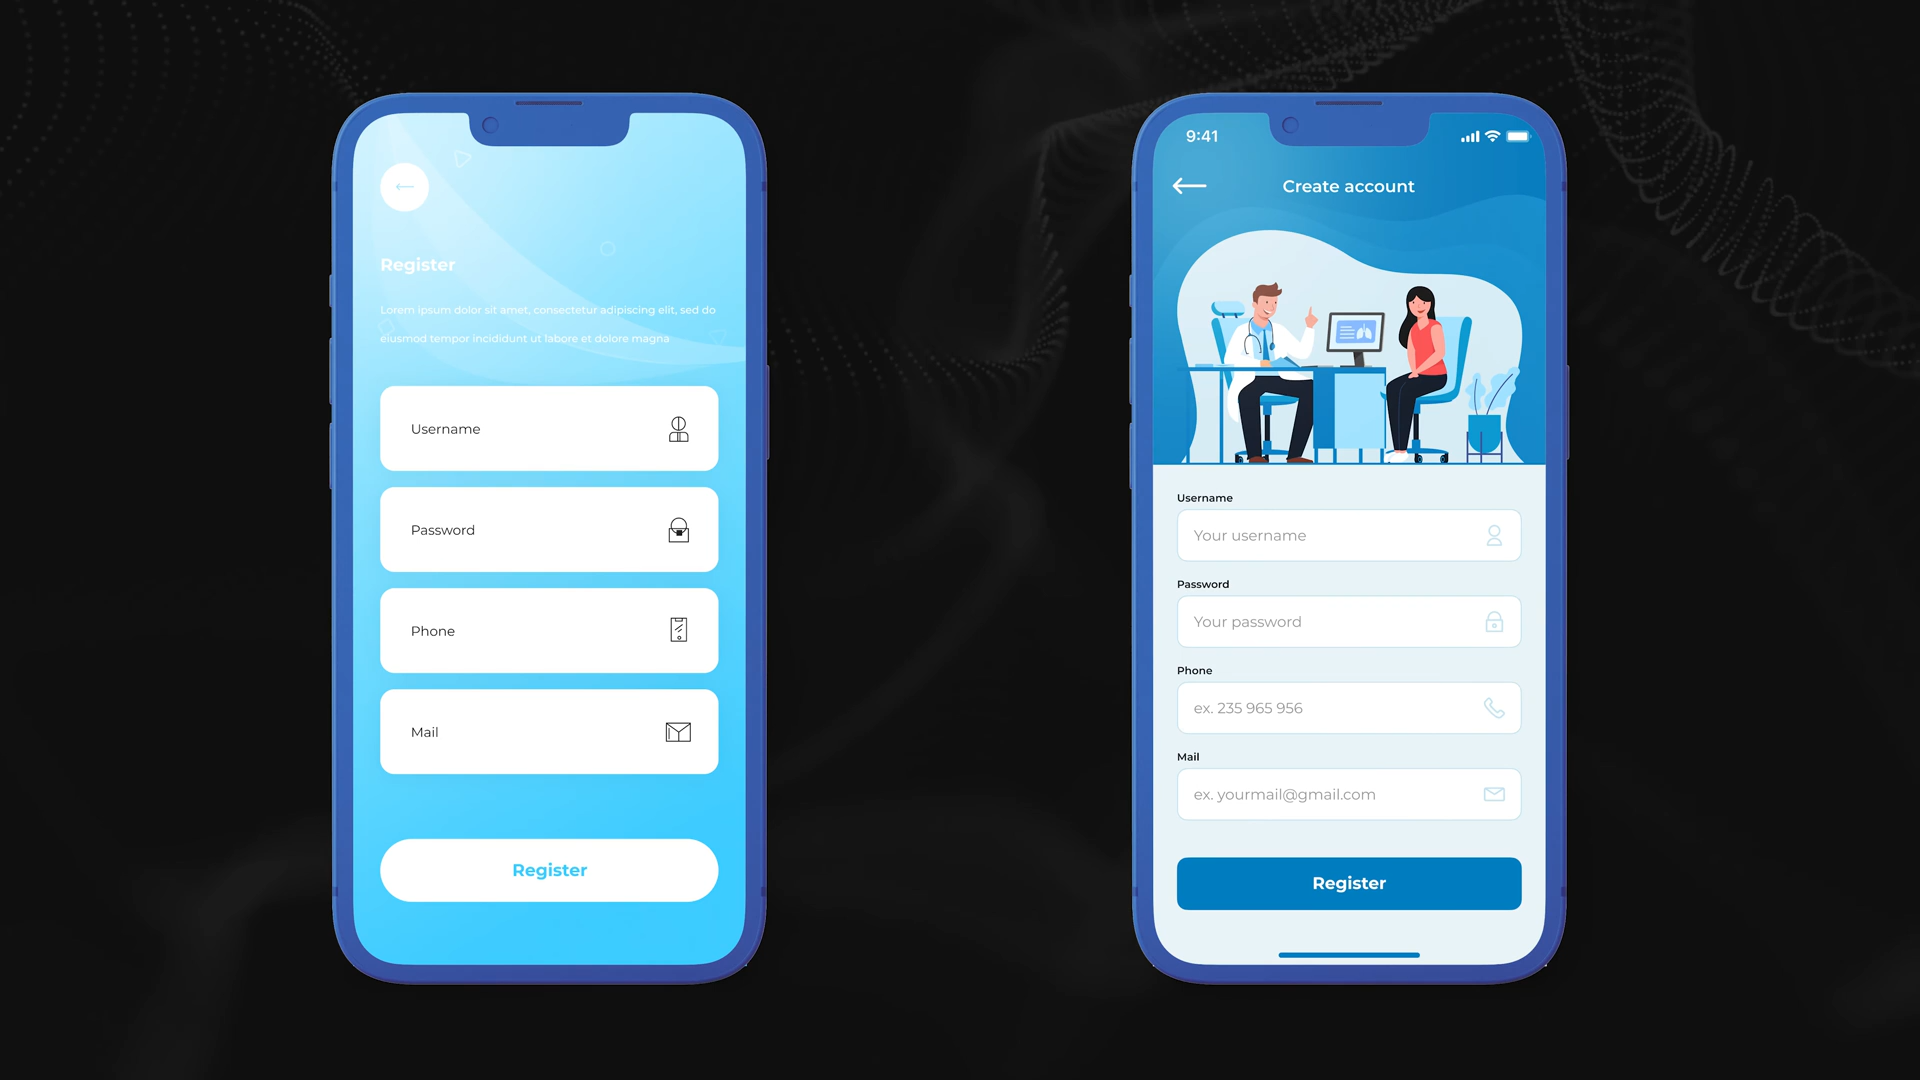 Register
Lorem ipsum dolor sit amet, consectetur adipiscing elit, sed do
eiusmod tempor incididunt ut labore et dolore magna
Username
Password
Phone
Mail
Register
9:41
Create account
Username
Your username
Password
Your password
Phone
ex. 235 965 956
Mail
ex. yourmail@gmail.com
Register